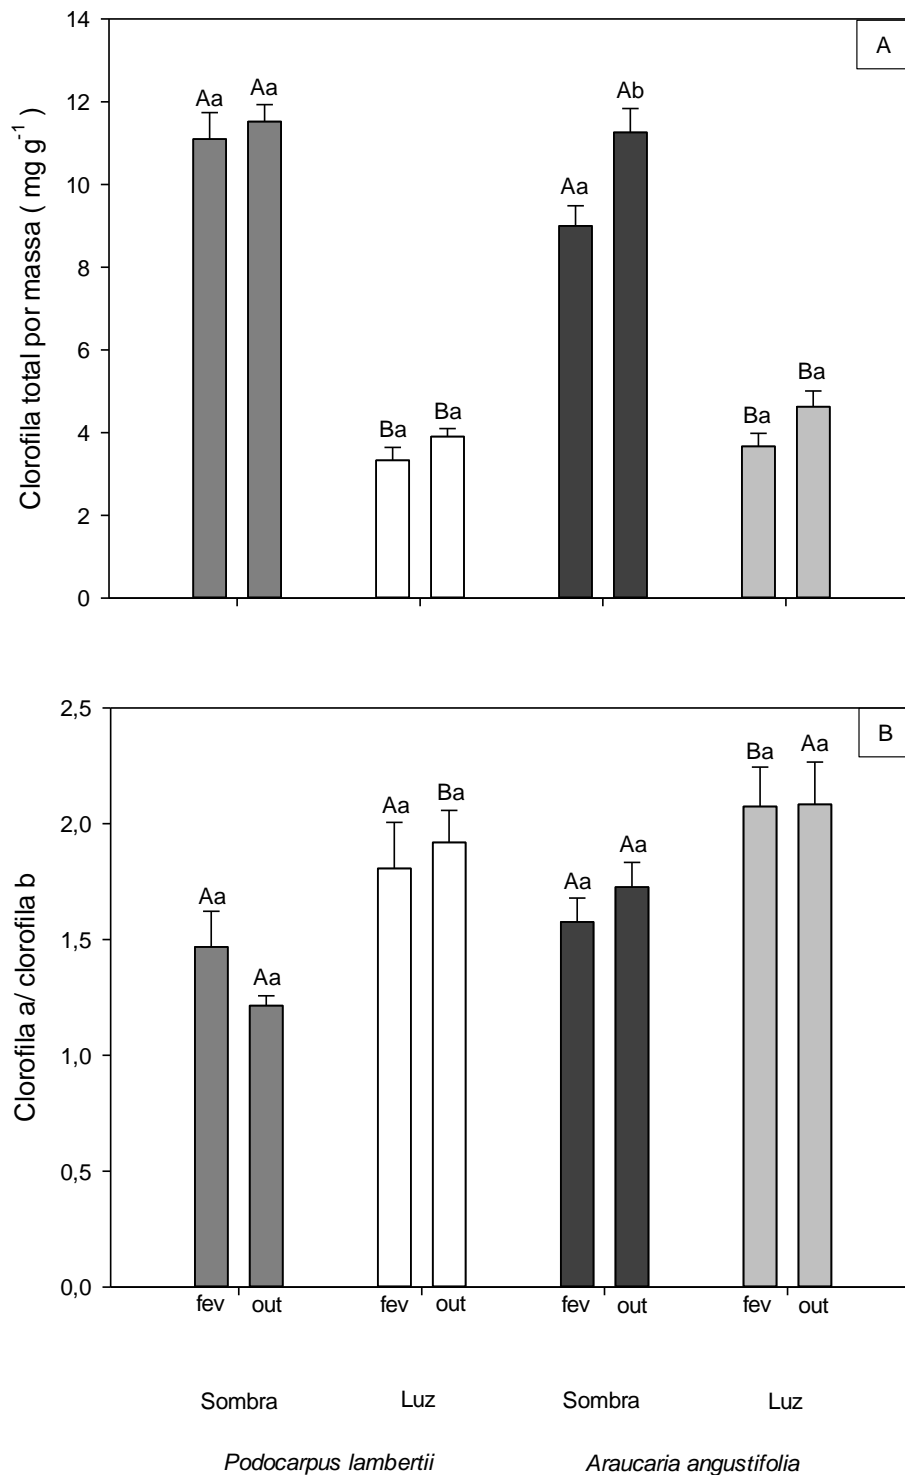 14
A
12
10
8
6
4
2
0
Clorofila total por massa ( mg g-1 )
Aa Aa Ba Ba Aa Ab Ba Ba
2,5
B
2,0
1,5
1,0
0,5
0,0
Clorofila a/ clorofila b
Aa Aa Aa Ba Aa Aa Ba Aa
fev out fev out fev out fev out
Sombra Luz Sombra Luz
Podocarpus lambertii Araucaria angustifolia